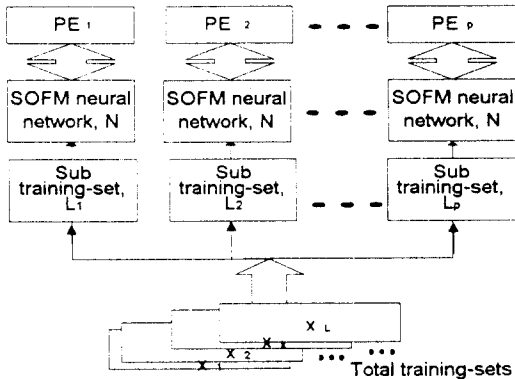 PE 1 PE 2 PE p
SOFM neural network, N SOFM neural network, N SOFM neural network, N
Sub training-set, L1 Sub training-set, L2 Sub training-set, Lp
X L
X
X 2
X 1
Total training-sets